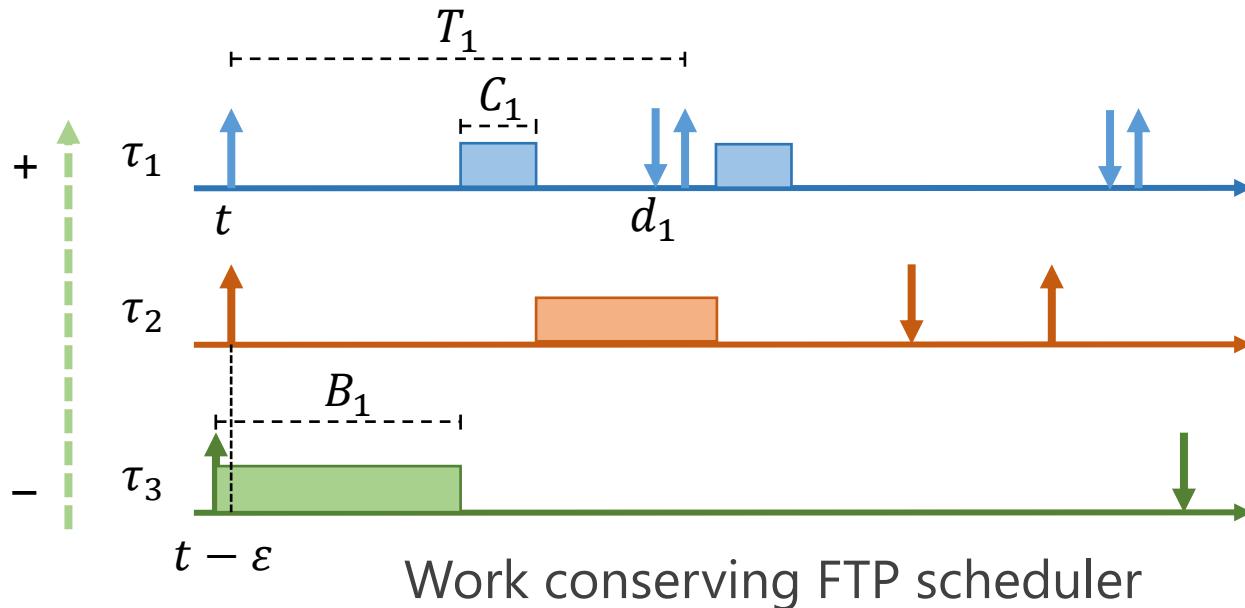 T₁
C₁
+
τ₁
t
d₁
τ₂
B₁
τ₃
−
t − ε
Work conserving FTP scheduler